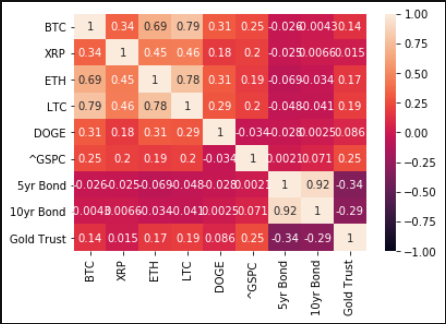 BTC 1 0.34 0.69 0.79 0.31 0.25 -0.026 -0.0043 0.14
XRP 0.34 1 0.45 0.46 0.18 0.2 -0.025 0.0066 0.015
ETH 0.69 0.45 1 0.78 0.31 0.19 -0.069 -0.034 0.17
LTC 0.79 0.46 0.78 1 0.29 0.2 -0.048 -0.041 0.19
DOGE 0.31 0.18 0.31 0.29 1 -0.034 -0.028 0.0025 0.086
^GSPC 0.25 0.2 0.19 0.2 -0.034 1 0.0021 0.071 0.25
5yr Bond -0.026 -0.025 -0.069 -0.048 -0.028 0.0021 1 0.92 -0.34
10yr Bond -0.0043 0.0066 -0.034 -0.041 0.0025 0.071 0.92 1 -0.29
Gold Trust 0.14 0.015 0.17 0.19 0.086 0.25 -0.34 -0.29 1
BTC XRP ETH LTC DOGE ^GSPC 5yr Bond 10yr Bond Gold Trust
1.00
0.75
0.50
0.25
0.00
−0.25
−0.50
−0.75
−1.00